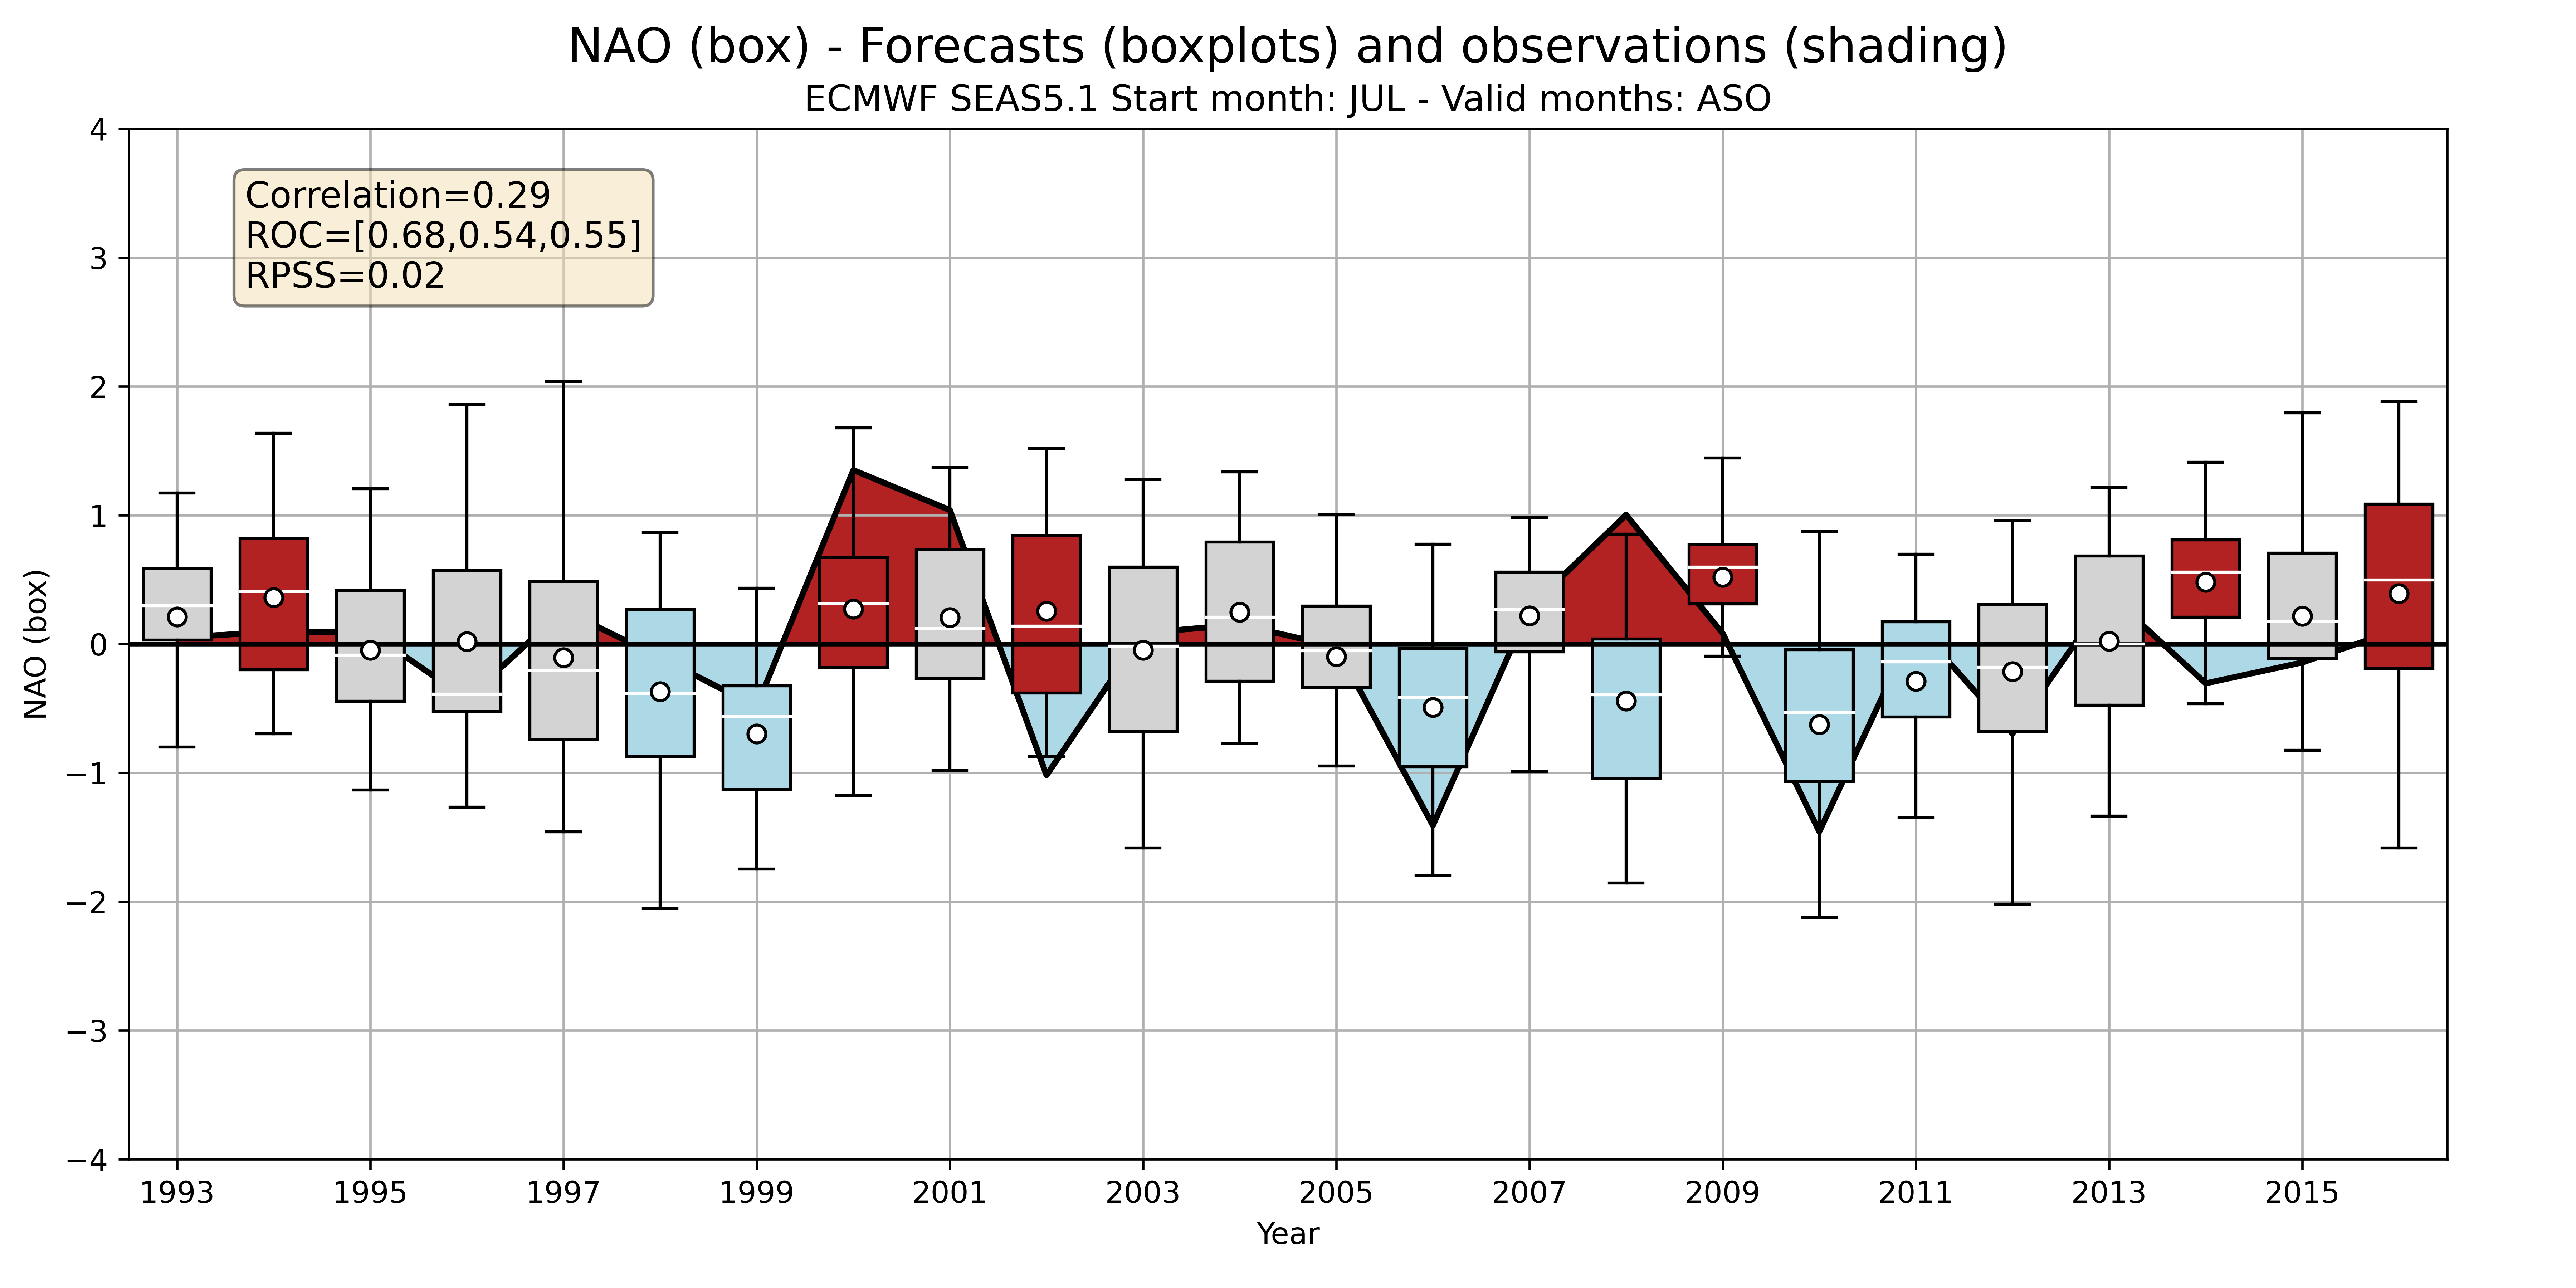 NAO (box) - Forecasts (boxplots) and observations (shading)
ECMWF SEAS5.1 Start month: JUL - Valid months: ASO
Correlation=0.29
ROC=[0.68,0.54,0.55]
RPSS=0.02
NAO (box)
4
3
2
1
0
−1
−2
−3
−4
1993 1995 1997 1999 2001 2003 2005 2007 2009 2011 2013 2015
Year